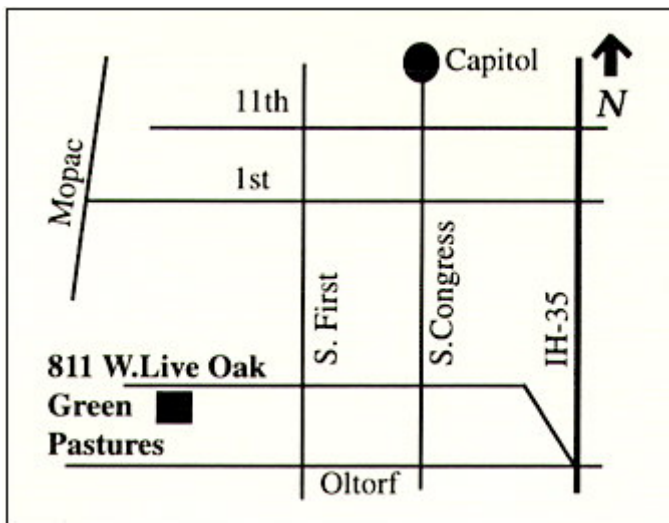 Capitol
N
11th
1st
Mopac
S. First
S.Congress
IH-35
811 W.Live Oak
Green
Pastures
Oltorf